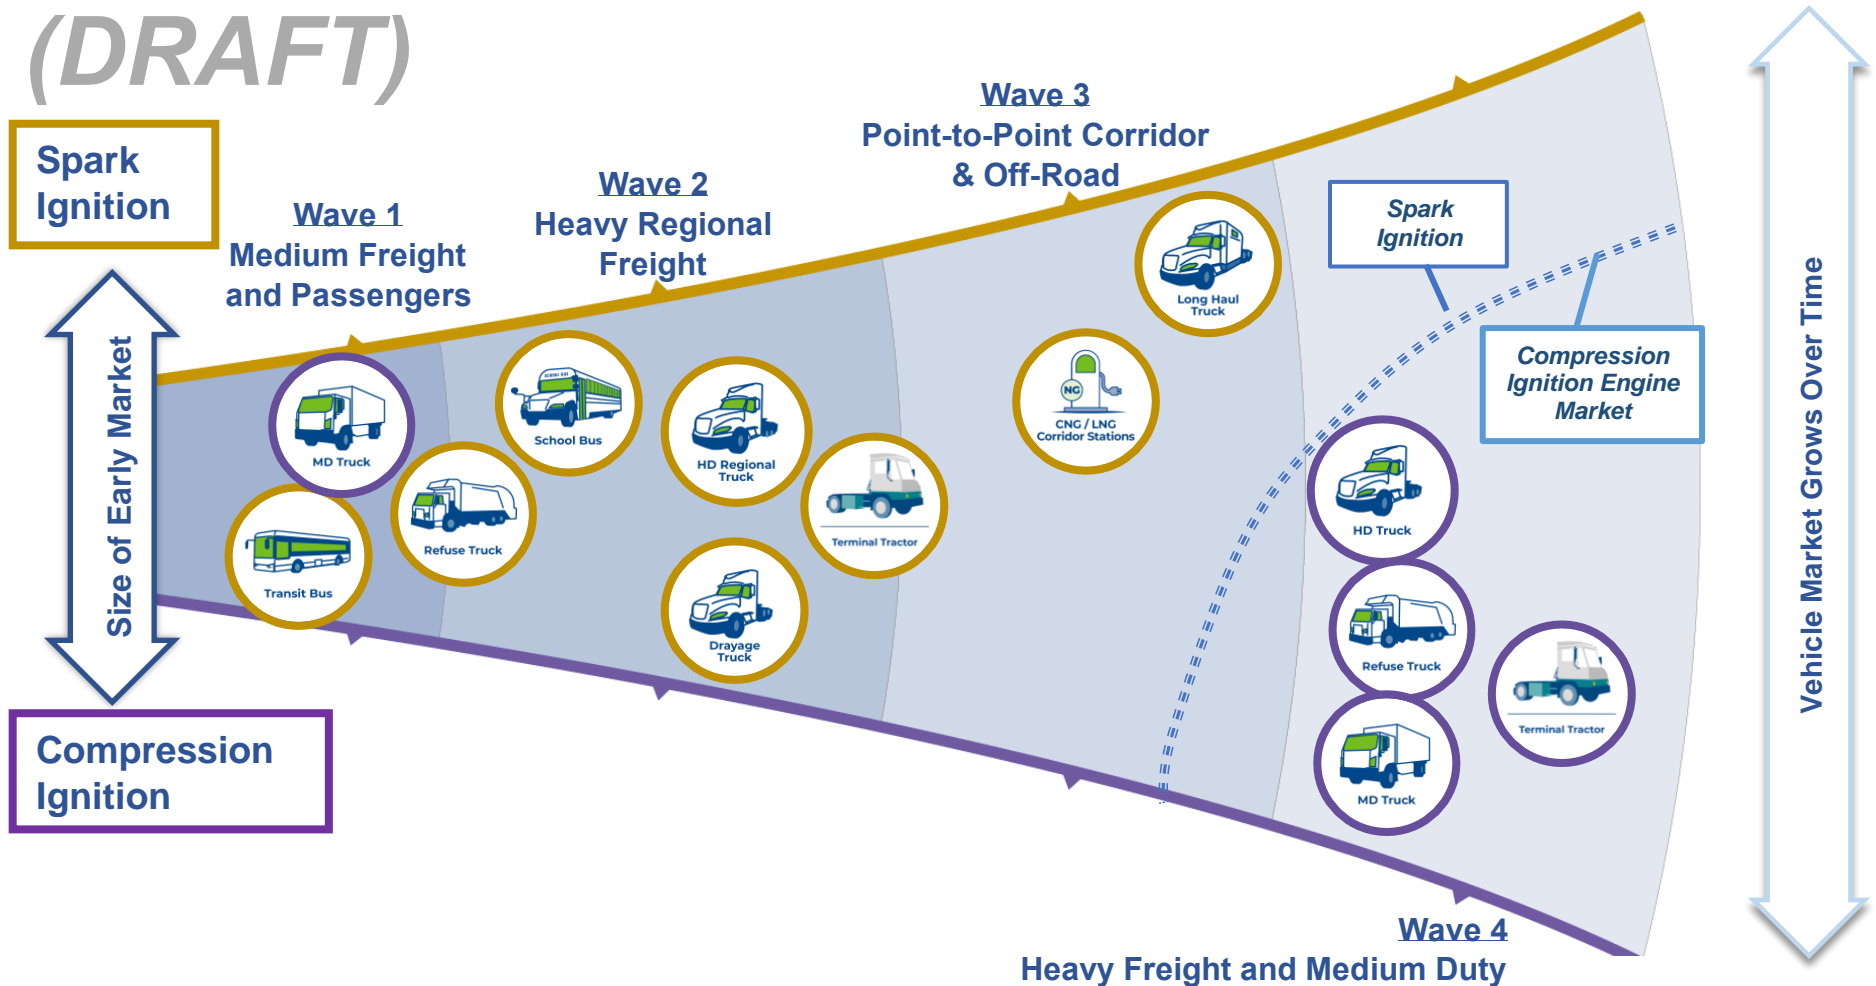 (DRAFT)
Spark
Ignition
Size of Early Market
Compression
Ignition
Wave 1
Medium Freight
and Passengers
Wave 2
Heavy Regional
Freight
Wave 3
Point-to-Point Corridor
& Off-Road
MD Truck
Transit Bus
Refuse Truck
SCHOOL BUS
School Bus
HD Regional
Truck
Drayage
Truck
Terminal Tractor
NG
CNG / LNG
Corridor Stations
Long Haul
Truck
Spark
Ignition
Compression
Ignition Engine
Market
HD Truck
Refuse Truck
MD Truck
Terminal Tractor
Wave 4
Heavy Freight and Medium Duty
Vehicle Market Grows Over Time